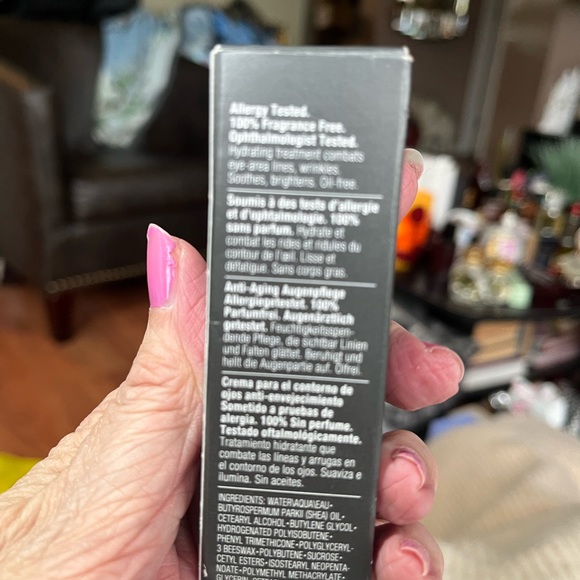 Allergy Tested.
100% Fragrance Free.
Ophthalmologist Tested.
Hydrating treatment combats
eye-area lines, wrinkles.
Soothes, brightens. Oil-free.
Soumis à des tests d'allergie
et d'ophtalmologie. 100%
sans parfum. Hydrate et
combat les rides et ridules du
contour de l'œil. Lisse et
défatigue. Sans corps gras.
Anti-Aging Augenpflege
Allergiegetestet. 100%
Parfumfrei. Augenärztlich
getestet. Feuchtigkeitsspen-
dende Pflege, die sichtbar Linien
und Falten glättet. Beruhigt und
hellt die Augenpartie auf. Ölfrei.
Crema para el contorno de
ojos anti-envejecimiento
Sometido a pruebas de
alergia. 100% Sin perfume.
Testado oftalmológicamente.
Tratamiento hidratante que
combate las líneas y arrugas en
el contorno de los ojos. Suaviza e
ilumina. Sin aceites.
INGREDIENTS: WATER\AQUA\EAU•
BUTYROSPERMUM PARKII (SHEA) OIL•
CETEARYL ALCOHOL•BUTYLENE GLYCOL•
HYDROGENATED POLYISOBUTENE•
PHENYL TRIMETHICONE•POLYGLYCERYL-
3 BEESWAX•POLYBUTENE•SUCROSE•
CETYL ESTERS•ISOSTEARYL NEOPENTA-
NOATE•POLYMETHYL METHACRYLATE•
GLYCERIN•